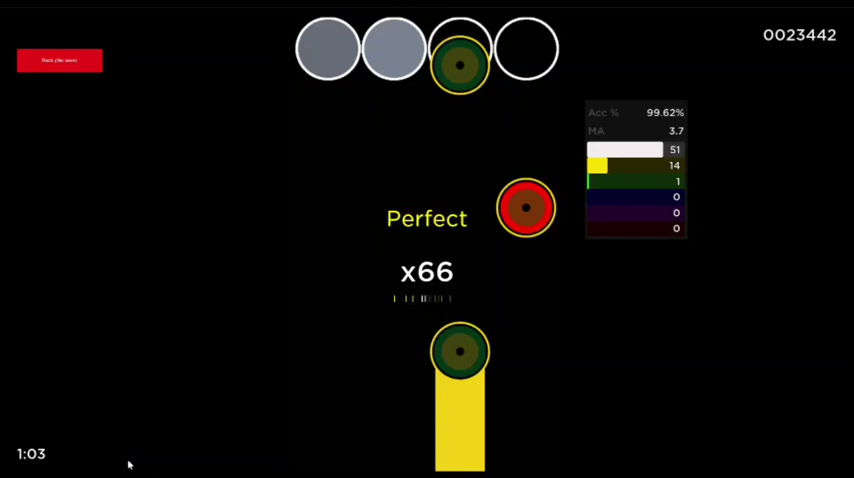 0023442
Back (No save)
Acc % 99.62%
MA 3.7
51
14
1
0
0
0
Perfect
x66
1:03